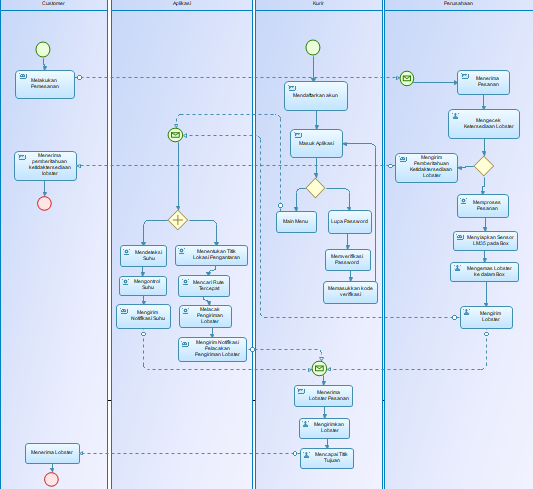 Customer
Aplikasi
Kurir
Perusahaan
Melakukan
Pemesanan
Mendaftarkan akun
Menerima
Pesanan
Mengecek
Ketersediaan Lobster
Masuk Aplikasi
Menerima
pemberitahuan
Ketidaktersediaan
lobster
Mengirim
Pemberitahuan
Ketidaktersediaan
Lobster
Main Menu
Lupa Password
Memproses
Pesanan
Mendeteksi
Suhu
Menentukan Titik
Lokasi Pengantaran
Memverifikasi
Password
Menyiapkan Sensor
LM35 pada Box
Mengontrol
Suhu
Mencari Rute
Tercepat
Memasukkan kode
verifikasi
Mengemas Lobster
ke dalam Box
Mengirim
Notifikasi Suhu
Melacak
Pengiriman
Lobster
Mengirim
Lobster
Mengirim Notifikasi
Pelacakan
Pengiriman Lobster
Menerima
Lobster Pesanan
Mengirimkan
Lobster
Menerima Lobster
Mencapai Titik
Tujuan